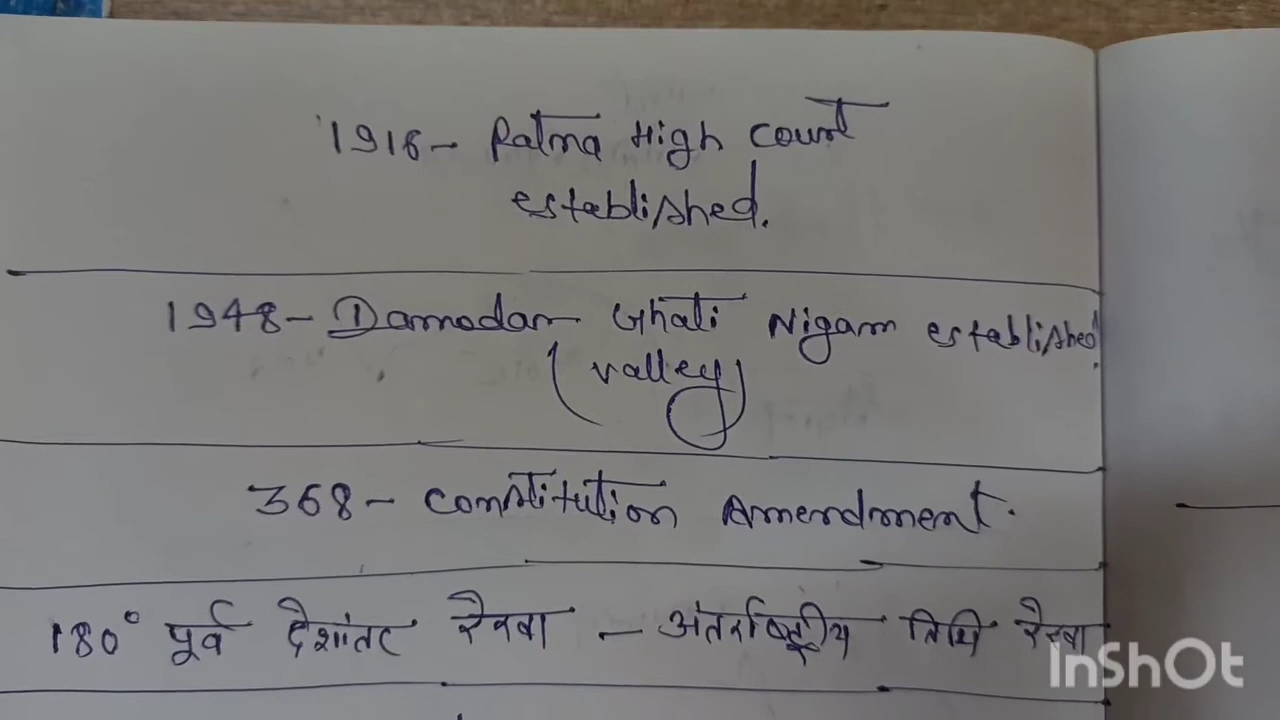 1916- Patna High Court
established.
1948- Damodar Ghati Nigam established.
(valley)
368- Constitution Amendment.
180° पूर्व देशांतर रेखा - अंतर्राष्ट्रीय तिथि रेखा
InShOt